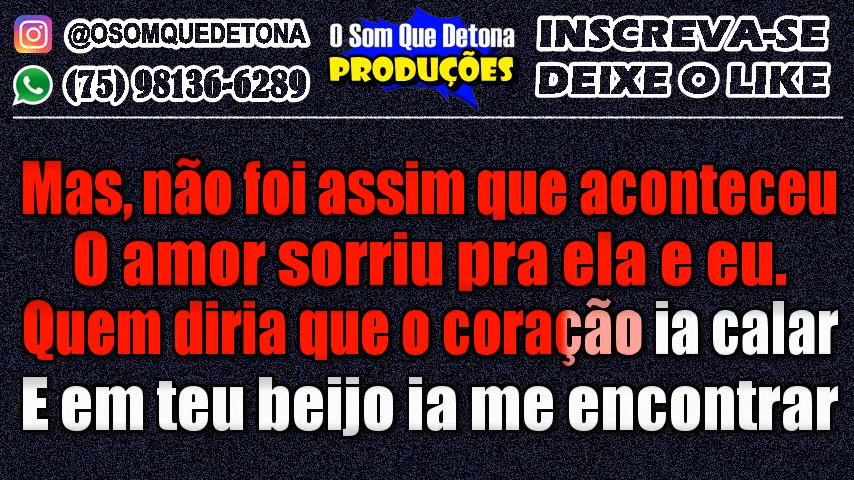 @OSOMQUEDETONA
(75) 98136-6289
O Som Que Detona
PRODUÇÕES
INSCREVA-SE
DEIXE O LIKE
Mas, não foi assim que aconteceu
O amor sorriu pra ela e eu.
Quem diria que o coração ia calar
E em teu beijo ia me encontrar